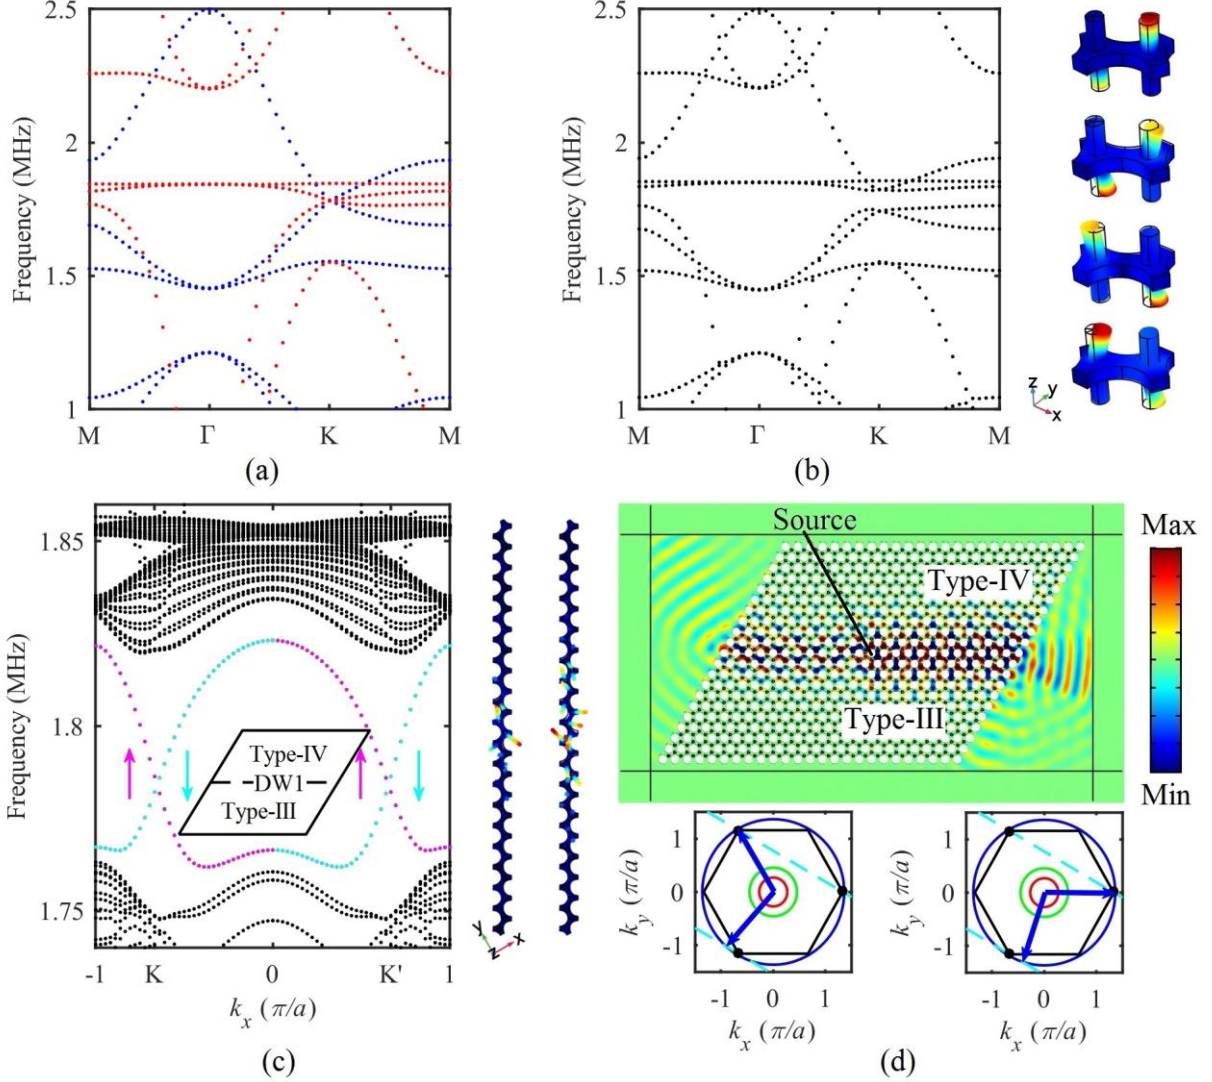 2.5
2
1.5
1
Frequency (MHz)
M Γ K M
(a)
2.5
2
1.5
1
Frequency (MHz)
M Γ K M
(b)
z
y
x
1.85
1.8
1.75
Frequency (MHz)
Type-IV
DW1
Type-III
-1 K 0 K' 1
k_x (π/a)
y
z
x
(c)
Source
Type-IV
Type-III
Max
Min
1
0
-1
k_y (π/a)
-1 0 1
k_x (π/a)
1
0
-1
k_y (π/a)
-1 0 1
k_x (π/a)
(d)